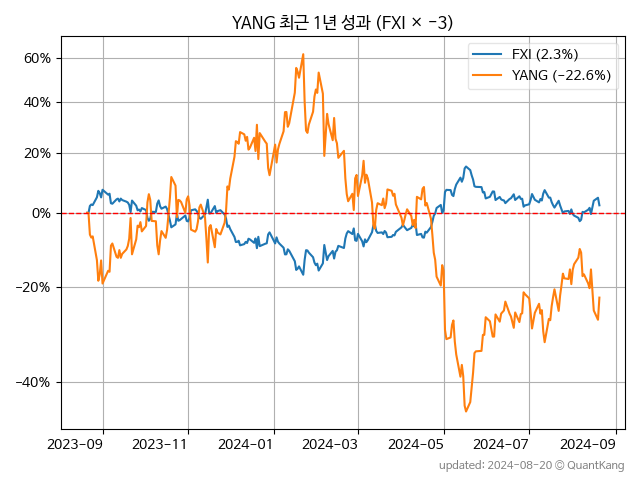 YANG 최근 1년 성과 (FXI × −3)
FXI (2.3%)
YANG (−22.6%)
60%
40%
20%
0%
−20%
−40%
2023-09 2023-11 2024-01 2024-03 2024-05 2024-07 2024-09
updated: 2024-08-20 © QuantKang